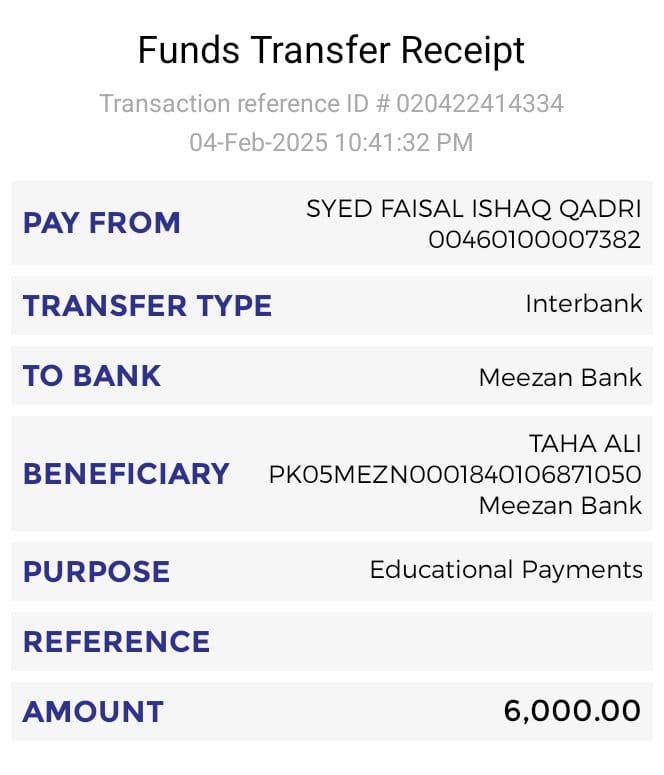 Funds Transfer Receipt
Transaction reference ID # 020422414334
04-Feb-2025 10:41:32 PM
PAY FROM
SYED FAISAL ISHAQ QADRI
00460100007382
TRANSFER TYPE
Interbank
TO BANK
Meezan Bank
BENEFICIARY
TAHA ALI
PK05MEZN0001840106871050
Meezan Bank
PURPOSE
Educational Payments
REFERENCE
AMOUNT
6,000.00